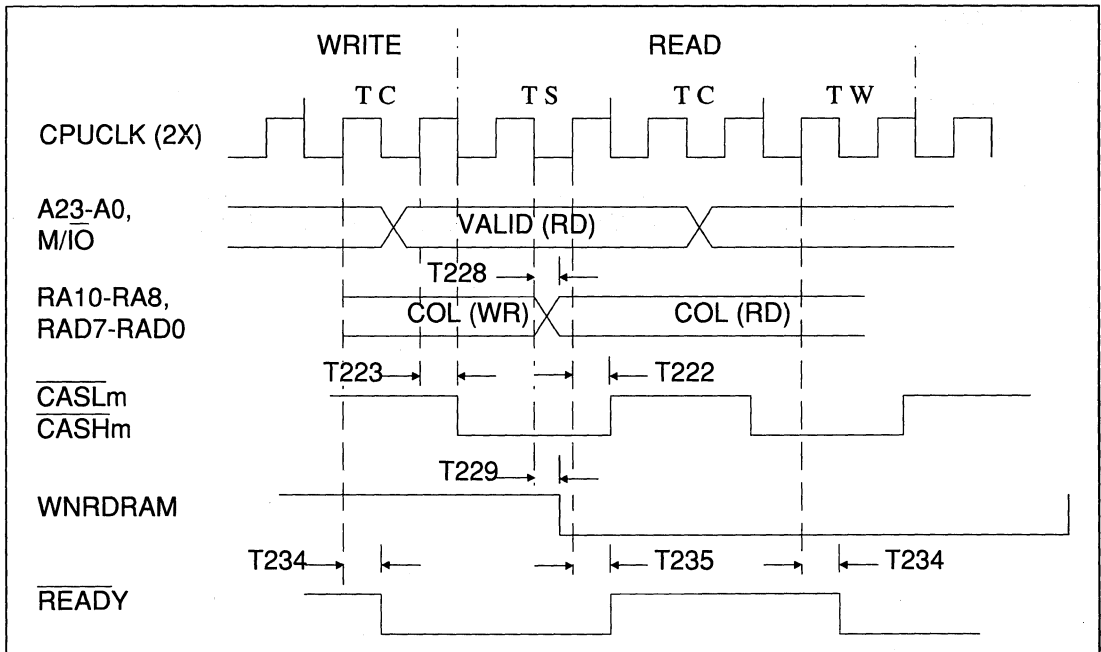 WRITE READ
T C T S T C T W
CPUCLK (2X)
A23-A0,
M/IO
VALID (RD)
T228
RA10-RA8,
RAD7-RAD0
COL (WR) COL (RD)
T223 T222
CASLm
CASHm
T229
WNRDRAM
T234 T235 T234
READY